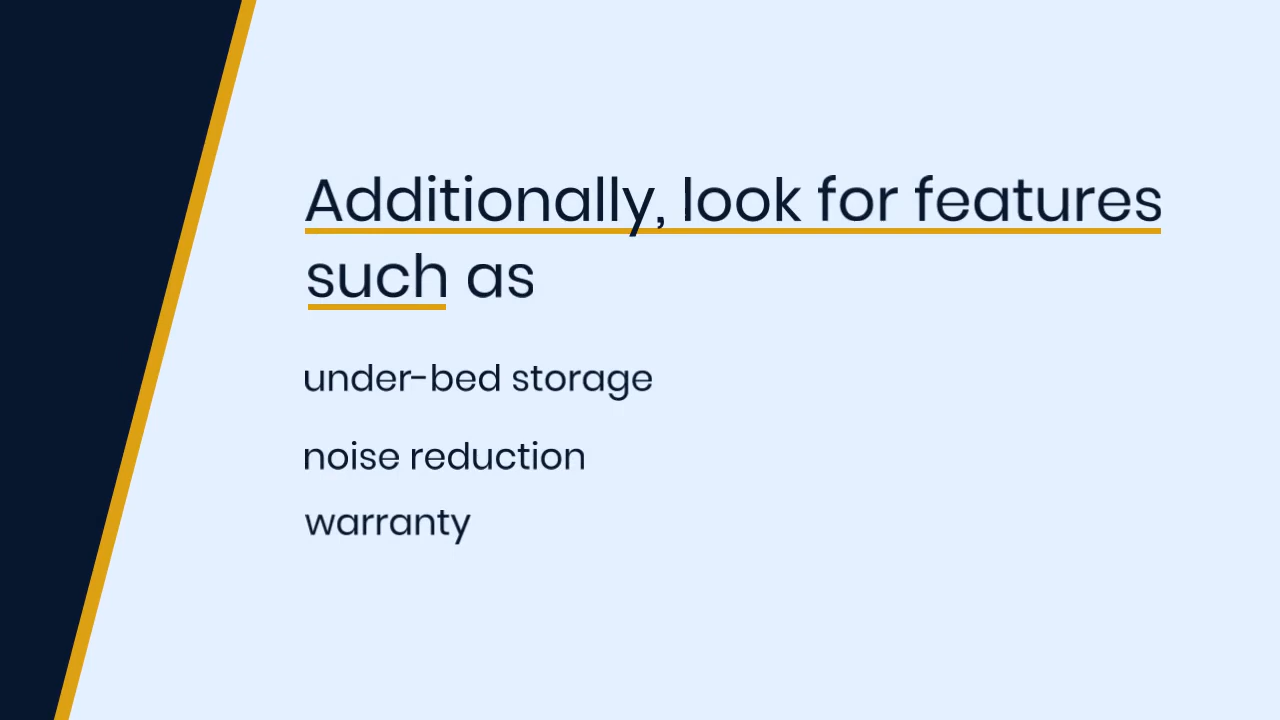 Additionally, look for features
such as
under-bed storage
noise reduction
warranty